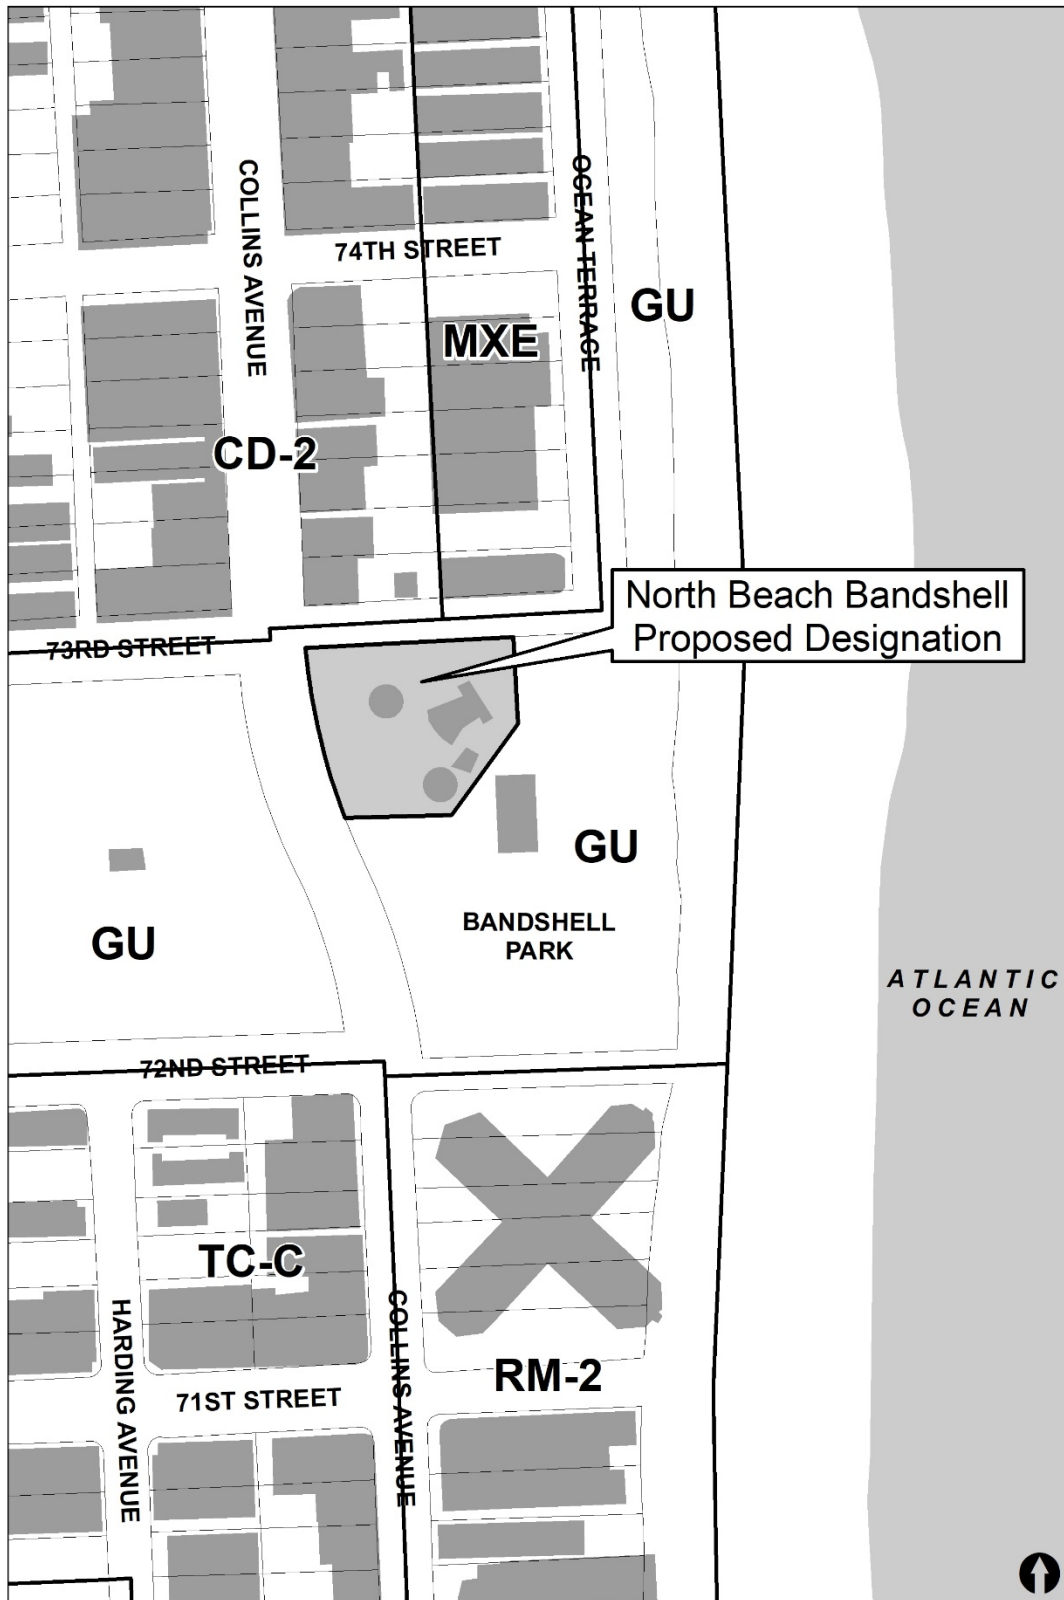 COLLINS AVENUE
OCEAN TERRACE
74TH STREET
GU
MXE
CD-2
North Beach Bandshell
Proposed Designation
73RD STREET
GU
BANDSHELL
PARK
GU
ATLANTIC
OCEAN
72ND STREET
TC-C
HARDING AVENUE
COLLINS AVENUE
RM-2
71ST STREET